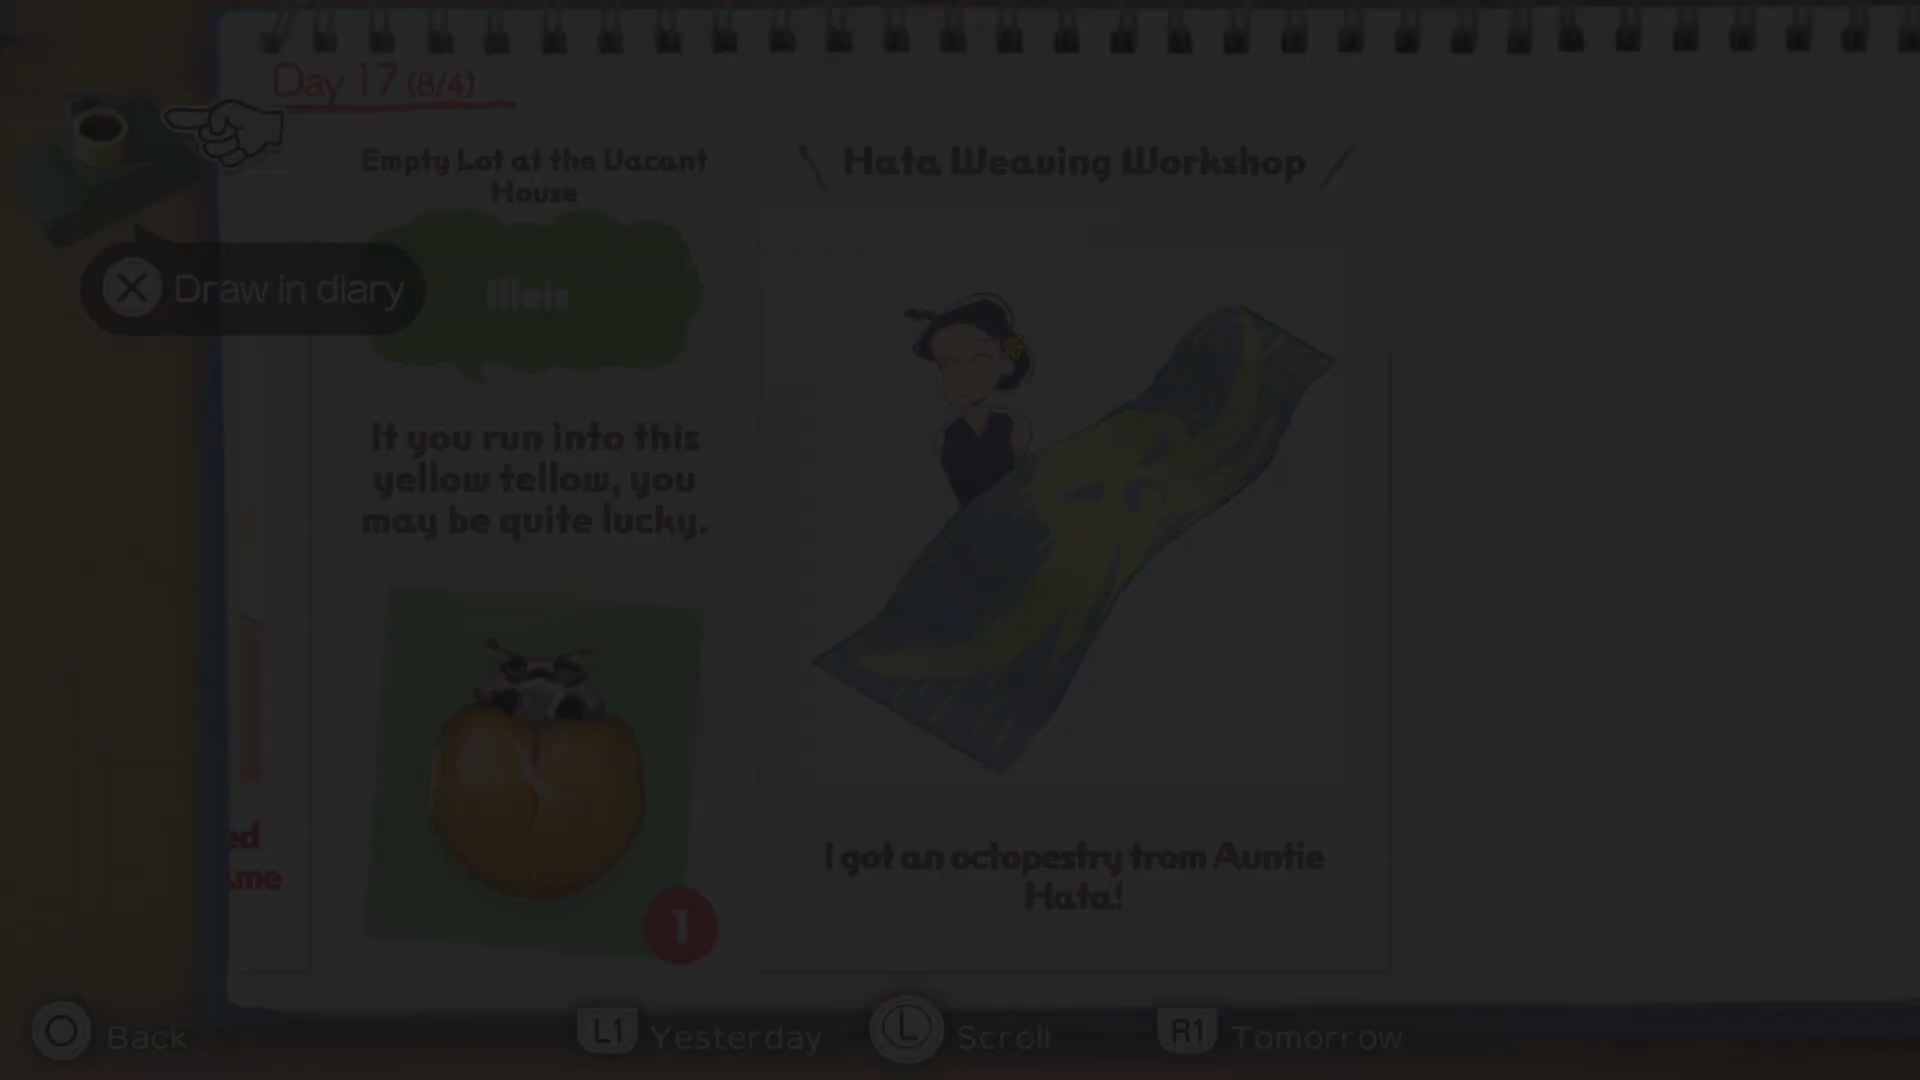 Day 17 (8/4)
Empty Lot at the Vacant
House
Illeis
If you run into this
yellow fellow, you
may be quite lucky.
1
Hata Weaving Workshop
I got an octopestry from Auntie
Hata!
Draw in diary
ed
.me
Back
L1 Yesterday
L Scroll
R1 Tomorrow